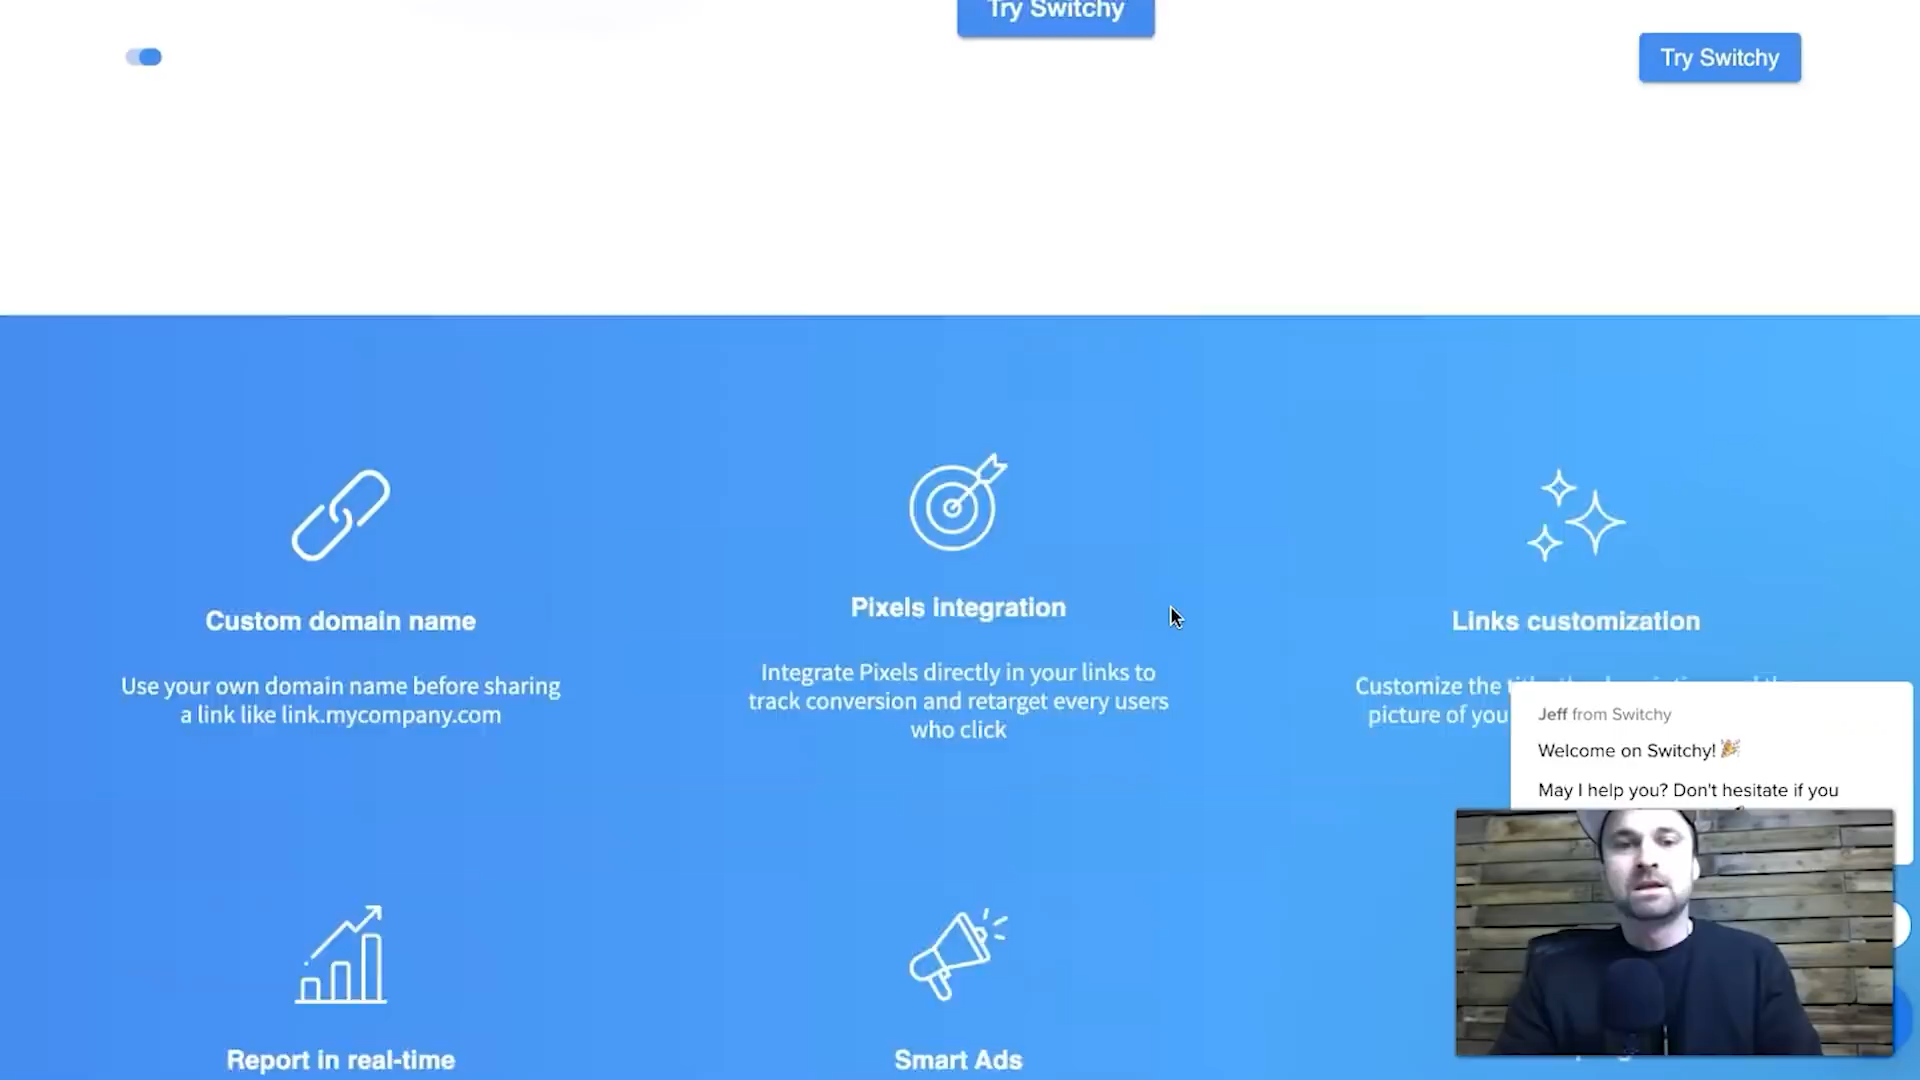 Try Switchy
Try Switchy
Custom domain name
Use your own domain name before sharing
a link like link.mycompany.com
Pixels integration
Integrate Pixels directly in your links to
track conversion and retarget every users
who click
Links customization
Customize the
picture of you
Jeff from Switchy
Welcome on Switchy! 🎉
May I help you? Don't hesitate if you
Report in real-time
Smart Ads